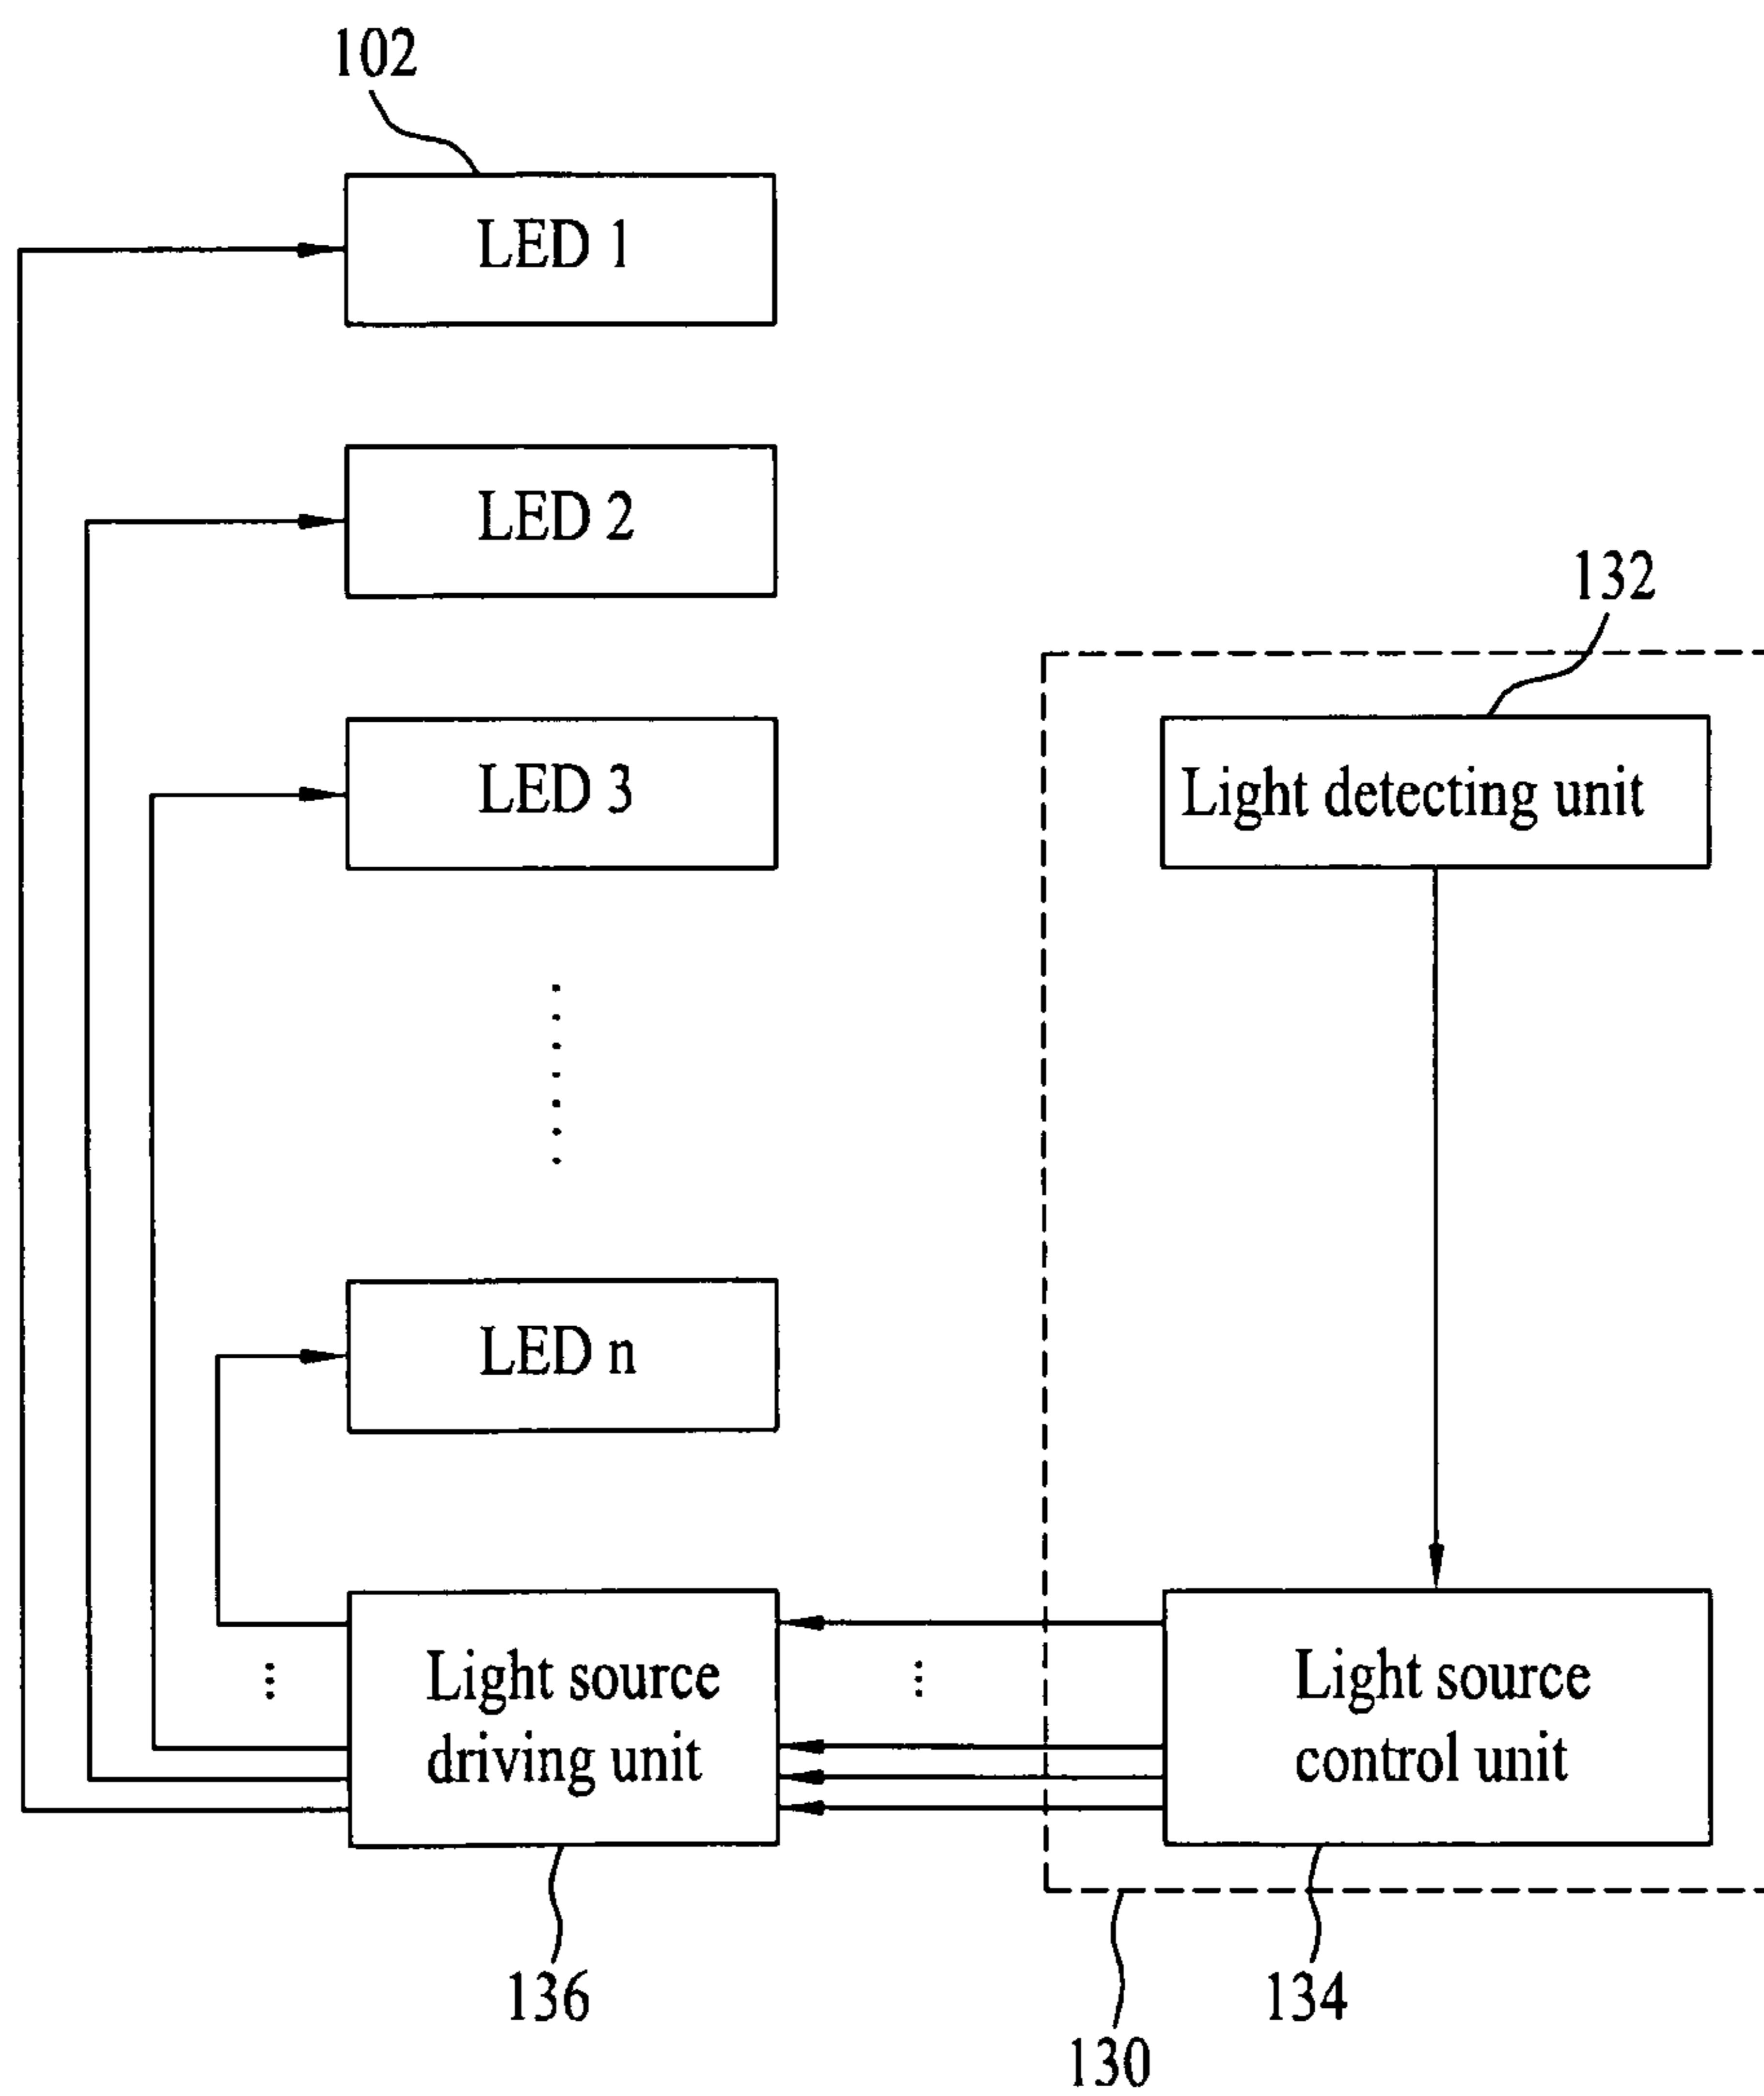 102
LED 1
LED 2
132
LED 3
Light detecting unit
LED n
Light source
driving unit
Light source
control unit
136
134
130